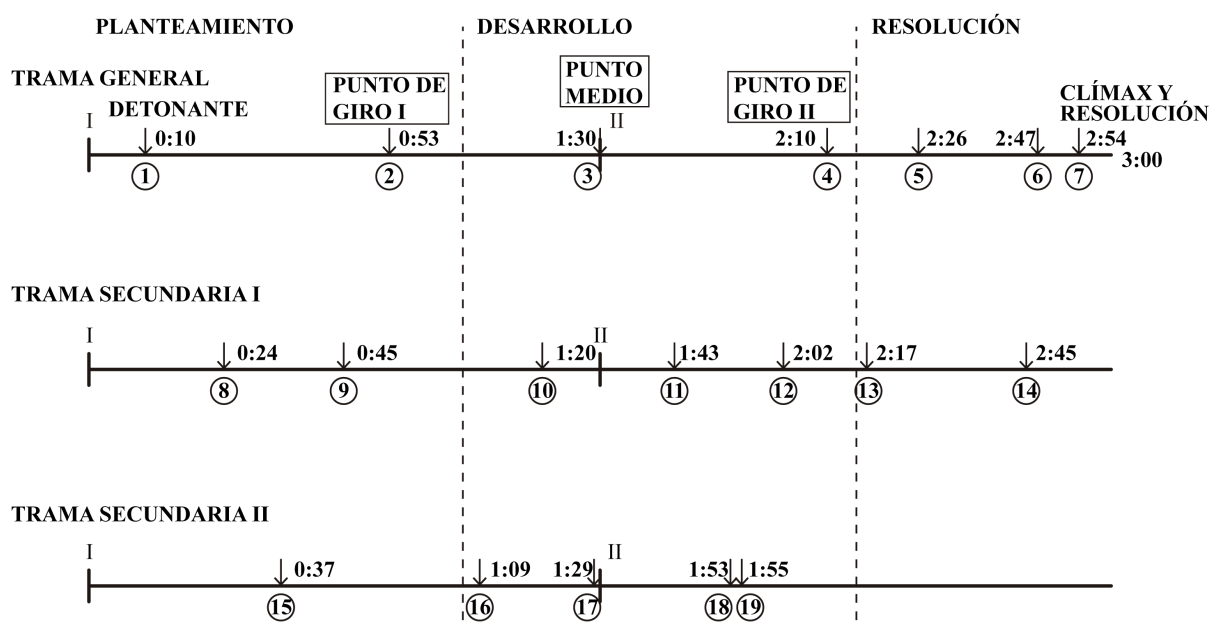 PLANTEAMIENTO DESARROLLO RESOLUCIÓN
TRAMA GENERAL
I DETONANTE
PUNTO DE
GIRO I
PUNTO
MEDIO
II
PUNTO DE
GIRO II
CLÍMAX Y
RESOLUCIÓN
0:10 0:53 1:30 2:10 2:26 2:47 2:54
3:00
1 2 3 4 5 6 7
TRAMA SECUNDARIA I
I II
0:24 0:45 1:20 1:43 2:02 2:17 2:45
8 9 10 11 12 13 14
TRAMA SECUNDARIA II
I II
0:37 1:09 1:29 1:53 1:55
15 16 17 18 19